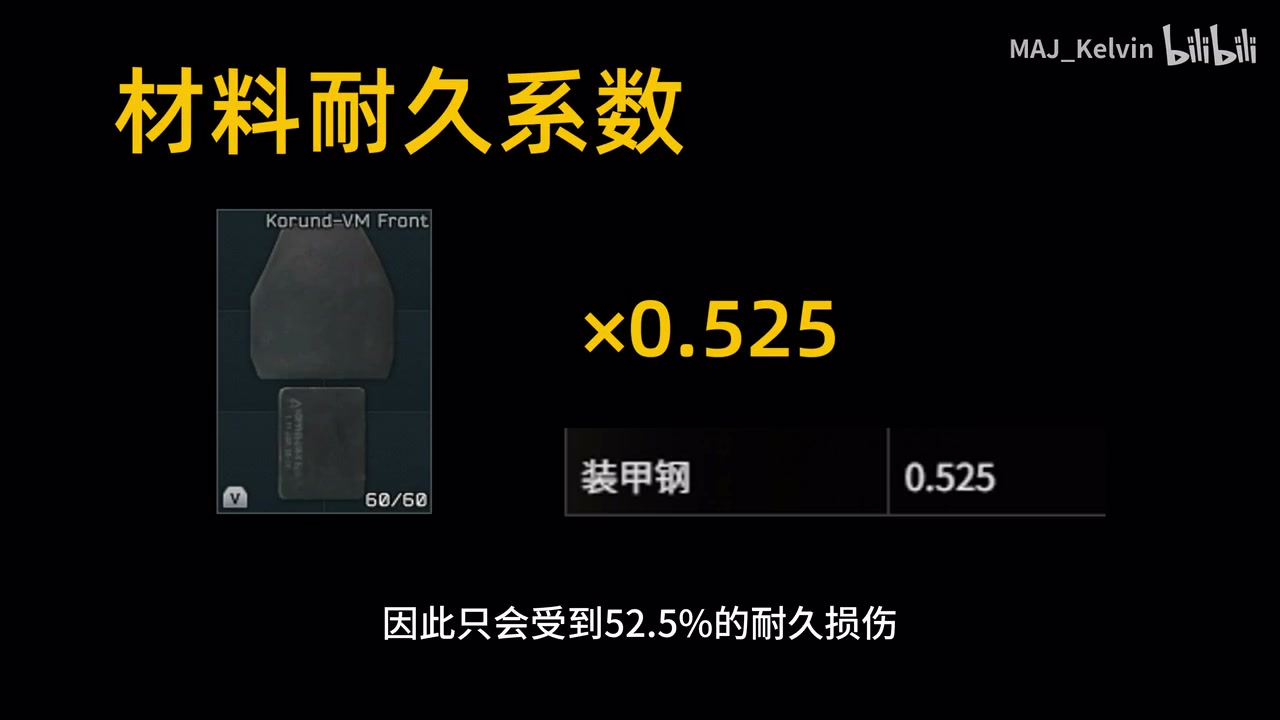 MAJ_Kelvin bilibili
材料耐久系数
Korund-VM Front
×0.525
装甲钢 0.525
V 60/60
因此只会受到52.5%的耐久损伤